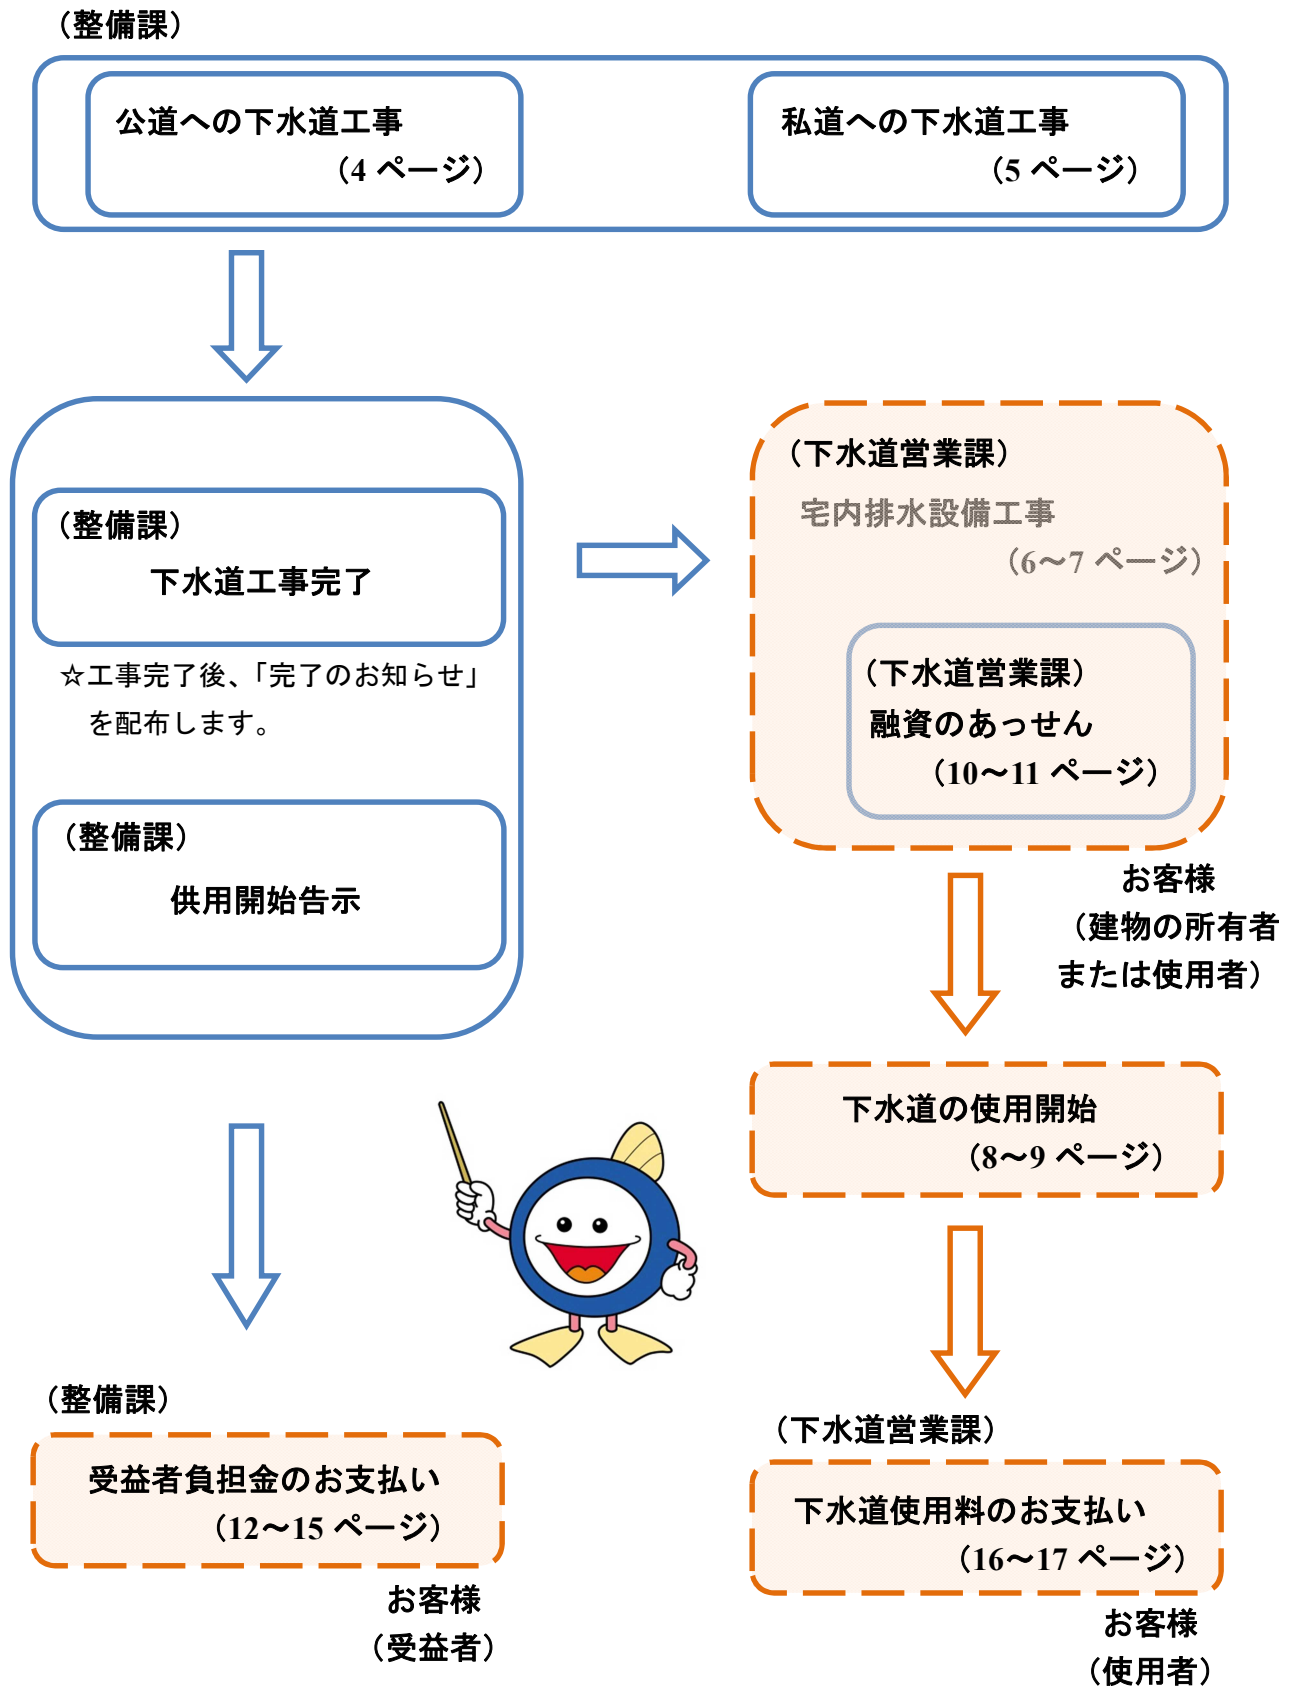 （整備課）
公道への下水道工事
（4 ページ）
私道への下水道工事
（5 ページ）
（整備課）
下水道工事完了
☆工事完了後、「完了のお知らせ」
を配布します。
（整備課）
供用開始告示
（下水道営業課）
宅内排水設備工事
（6～7 ページ）
（下水道営業課）
融資のあっせん
（10～11 ページ）
お客様
（建物の所有者
または使用者）
下水道の使用開始
（8～9 ページ）
（整備課）
受益者負担金のお支払い
（12～15 ページ）
お客様
（受益者）
（下水道営業課）
下水道使用料のお支払い
（16～17 ページ）
お客様
（使用者）